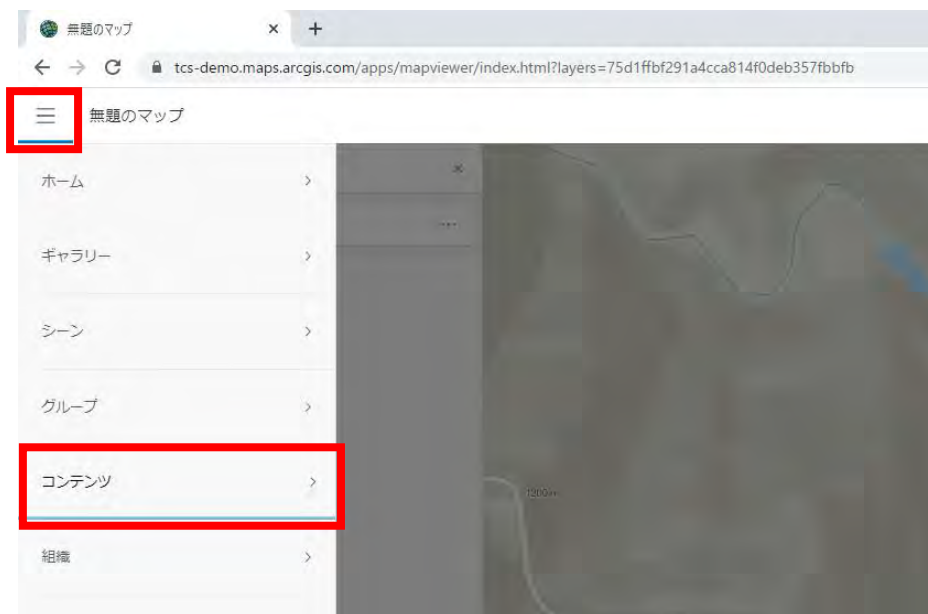 無題のマップ
tcs-demo.maps.arcgis.com/apps/mapviewer/index.html?layers=75d1ffbf291a4cca814f0deb357fbbfb
無題のマップ
ホーム
ギャラリー
シーン
グループ
コンテンツ
1200m
組織